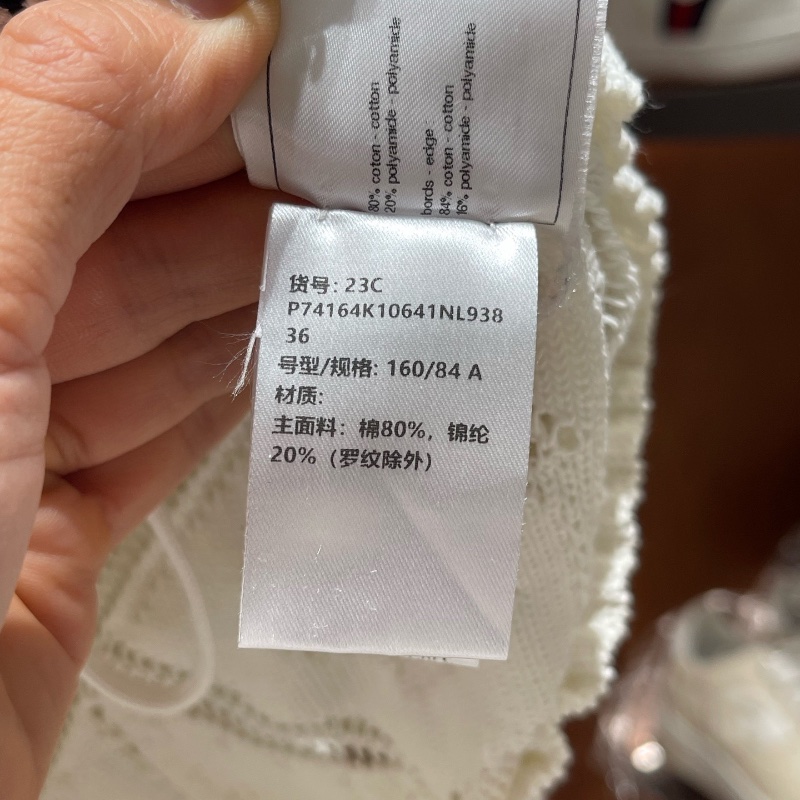 80% coton - cotton
20% polyamide - polyamide
bords - edge:
84% coton - cotton
16% polyamide - polyamide
货号: 23C
P74164K10641NL938
36
号型/规格: 160/84 A
材质:
主面料: 棉80%, 锦纶
20% (罗纹除外)